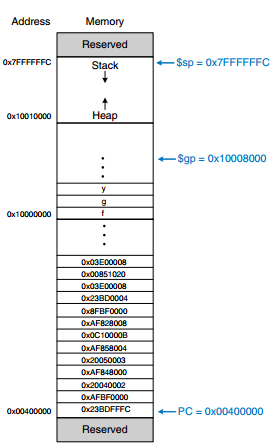 Address Memory
Reserved
0x7FFFFFFC Stack $sp = 0x7FFFFFFC
0x10010000 Heap
$gp = 0x10008000
y
g
0x10000000 f
0x03E00008
0x00851020
0x03E00008
0x23BD0004
0x8FBF0000
0xAF828008
0x0C10000B
0xAF858004
0x20050003
0xAF848000
0x20040002
0xAFBF0000
0x00400000 0x23BDFFFC PC = 0x00400000
Reserved